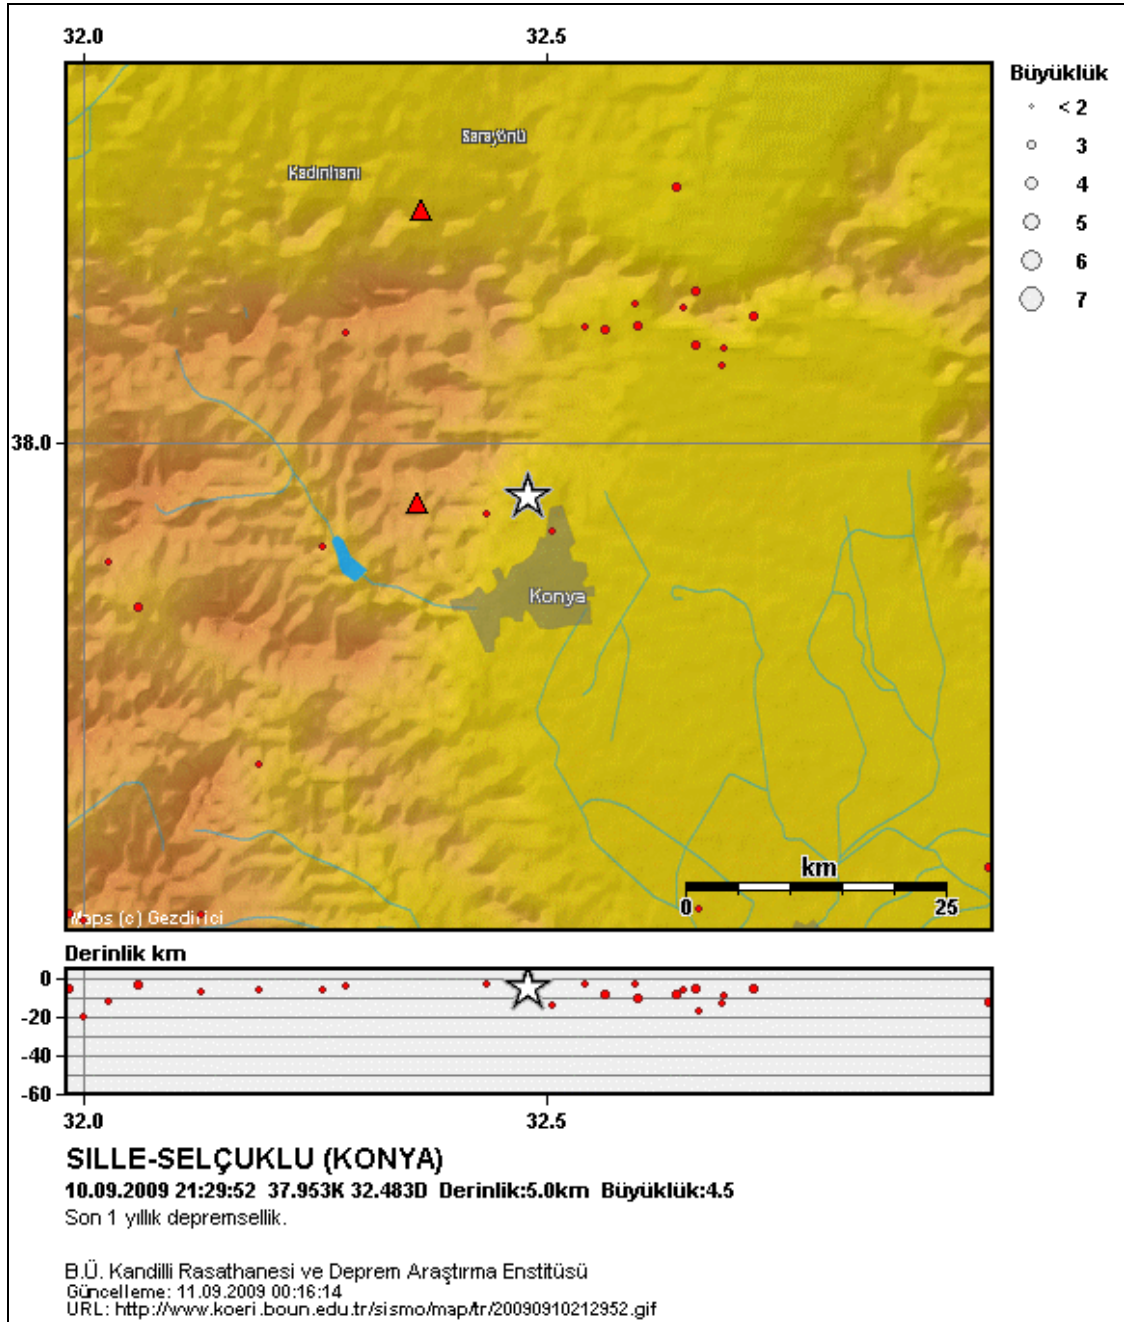 32.0 32.5
Büyüklük
< 2
3
4
5
6
7
Sarayönü
Kadınhanı
38.0
Konya
km
0 25
Maps (c) Gezdirici
Derinlik km
0
-20
-40
-60
32.0 32.5
SILLE-SELÇUKLU (KONYA)
10.09.2009 21:29:52 37.953K 32.483D Derinlik:5.0km Büyüklük:4.5
Son 1 yıllık depremsellik.
B.Ü. Kandilli Rasathanesi ve Deprem Araştırma Enstitüsü
Güncelleme: 11.09.2009 00:16:14
URL: http://www.koeri.boun.edu.tr/sismo/map/tr/20090910212952.gif